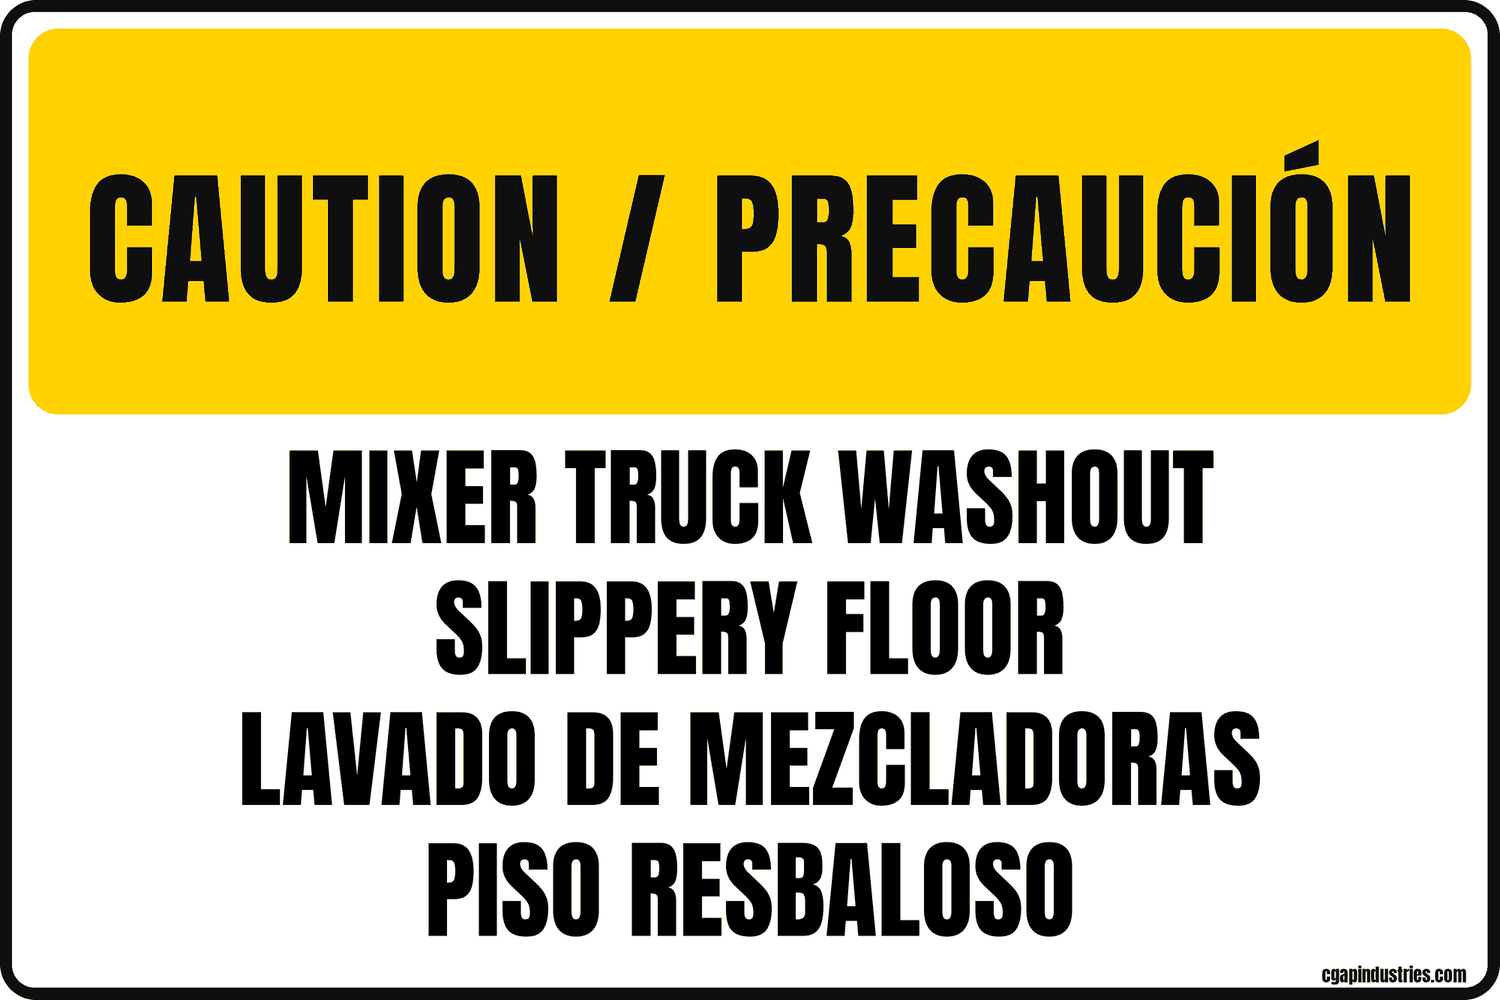 CAUTION / PRECAUCIÓN
MIXER TRUCK WASHOUT
SLIPPERY FLOOR
LAVADO DE MEZCLADORAS
PISO RESBALOSO
cgapindustries.com